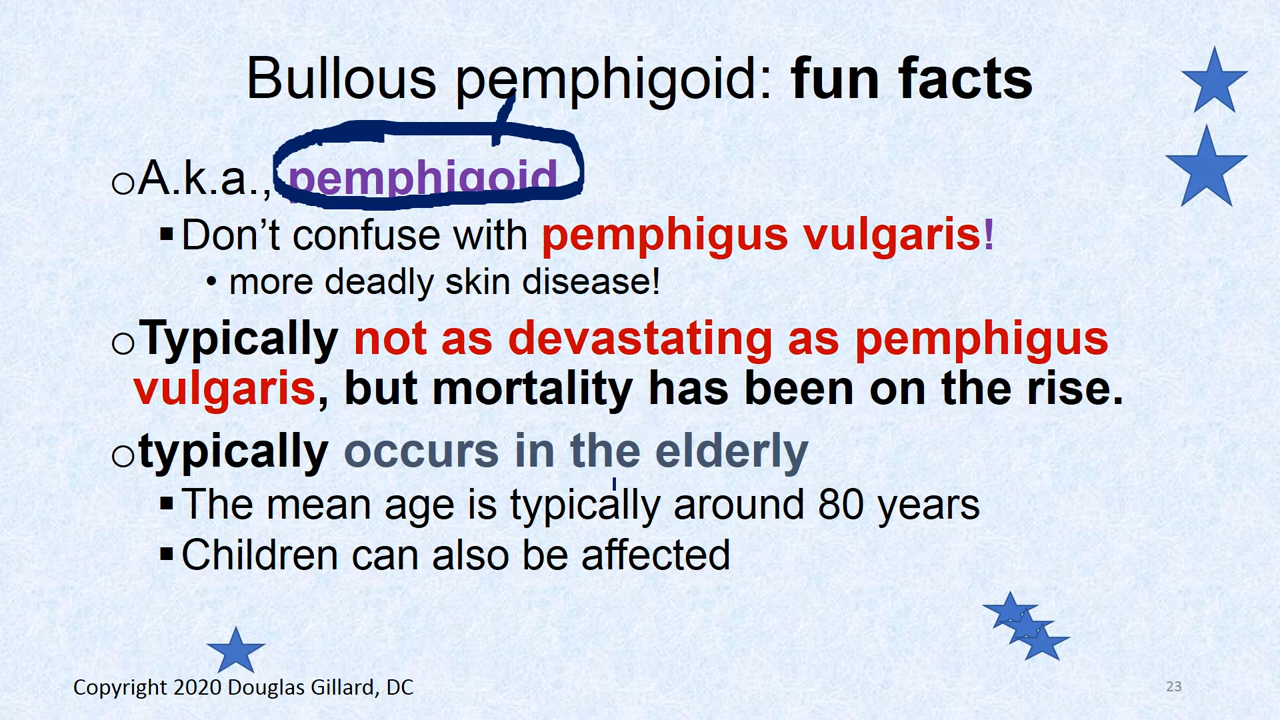 Bullous pemphigoid: fun facts
A.k.a., pemphigoid
Don’t confuse with pemphigus vulgaris!
more deadly skin disease!
Typically not as devastating as pemphigus
vulgaris, but mortality has been on the rise.
typically occurs in the elderly
The mean age is typically around 80 years
Children can also be affected
Copyright 2020 Douglas Gillard, DC
23